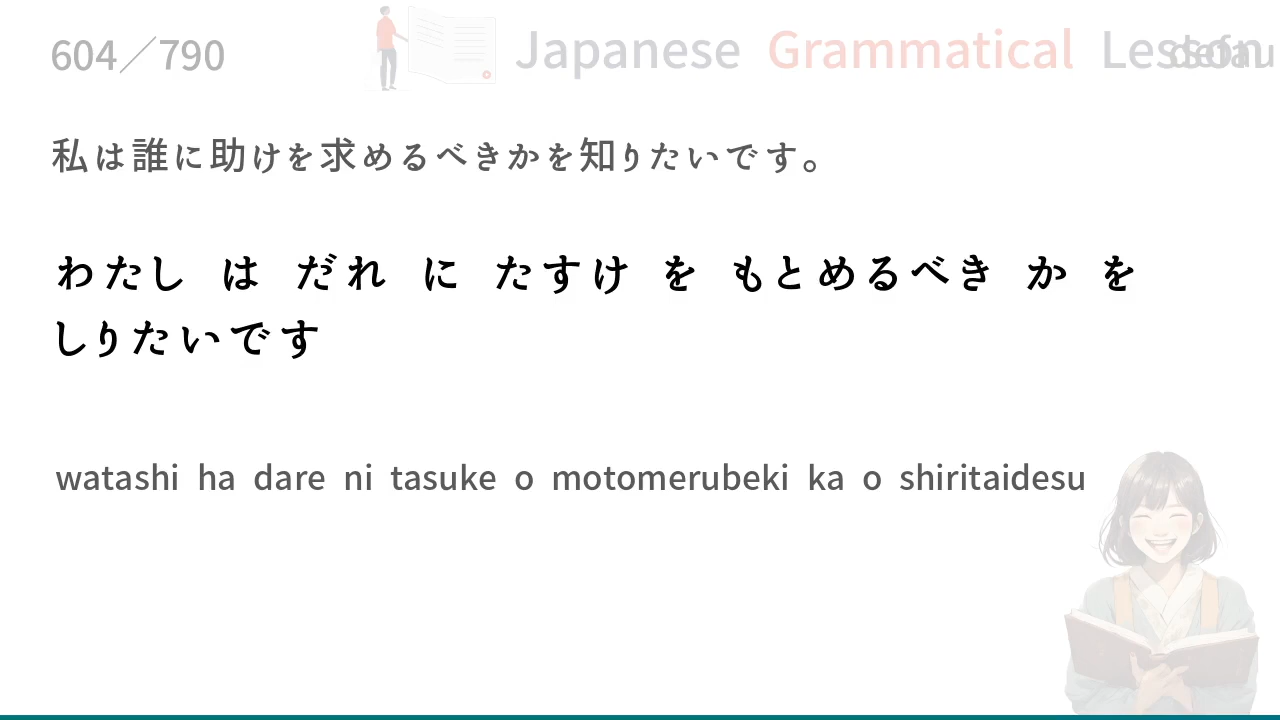 604／790
Japanese Grammatical Lesson
defau
私は誰に助けを求めるべきかを知りたいです。
わたし は だれ に たすけ を もとめるべき か を
しりたいです
watashi ha dare ni tasuke o motomerubeki ka o shiritaidesu